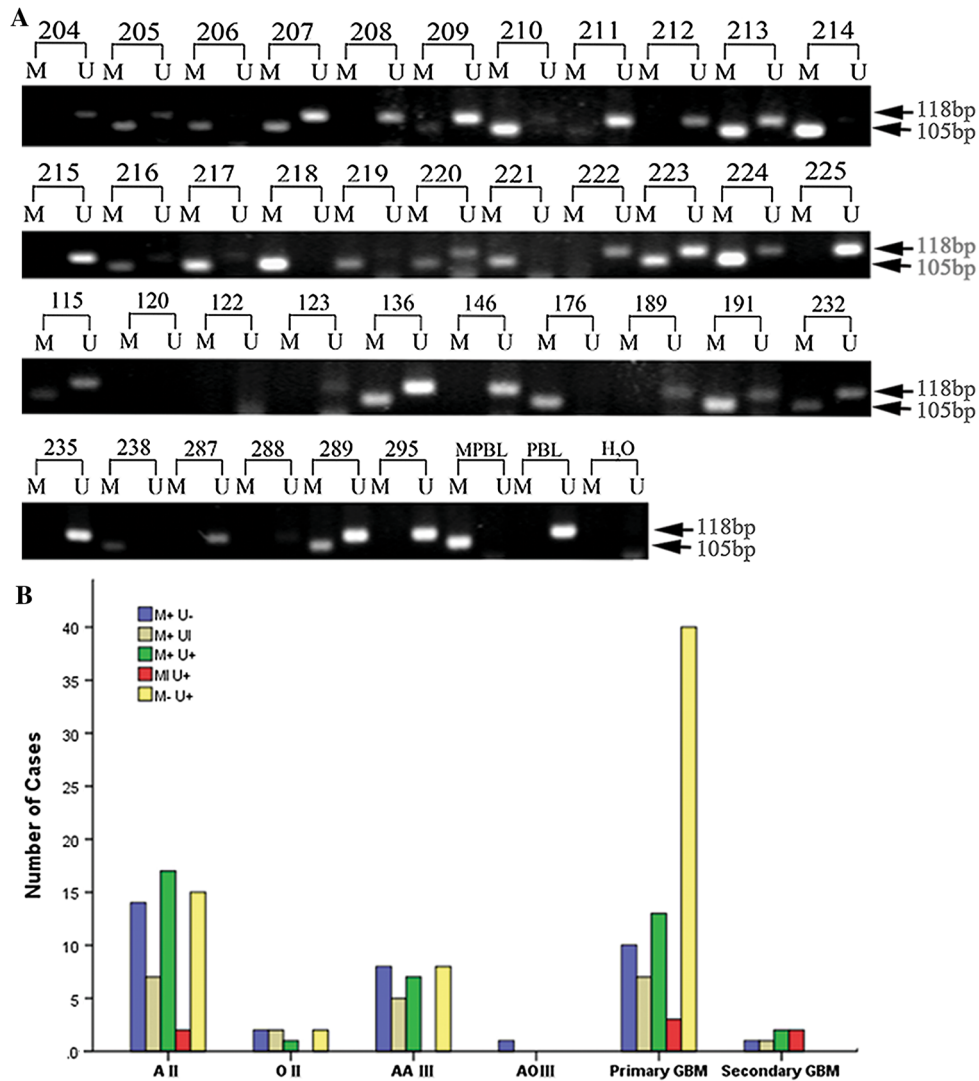 A
204 205 206 207 208 209 210 211 212 213 214
M U M U M U M U M U M U M U M U M U M U M U
118bp
105bp
215 216 217 218 219 220 221 222 223 224 225
M U M U M U M U M U M U M U M U M U M U M U
118bp
105bp
115 120 122 123 136 146 176 189 191 232
M U M U M U M U M U M U M U M U M U M U
118bp
105bp
235 238 287 288 289 295 MPBL PBL H₂O
M U M U M U M U M U M U M U M U M U
118bp
105bp
B
M+ U-
M+ Ul
M+ U+
Ml U+
M- U+
Number of Cases
40
35
30
25
20
15
10
5
.0
A II O II AA III AOIII Primary GBM Secondary GBM